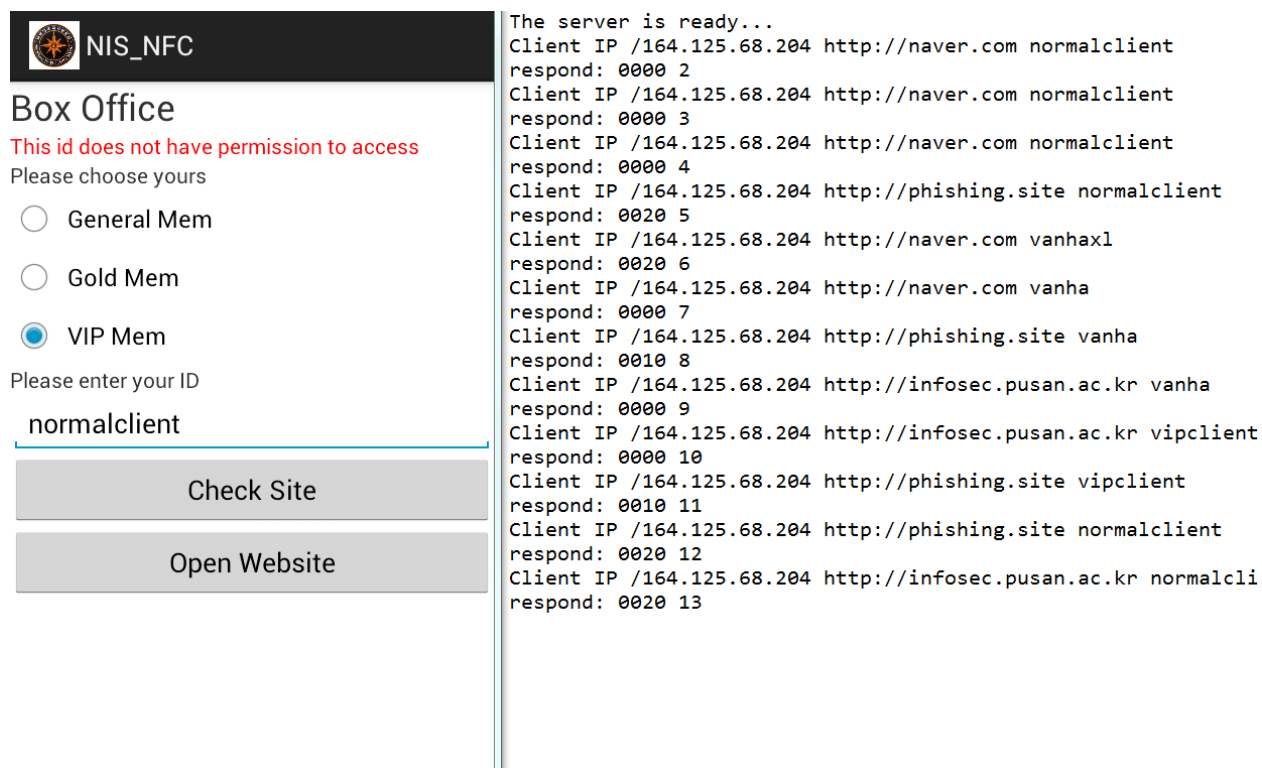 NIS_NFC
Box Office
This id does not have permission to access
Please choose yours
General Mem
Gold Mem
VIP Mem
Please enter your ID
normalclient
Check Site
Open Website
The server is ready...
Client IP /164.125.68.204 http://naver.com normalclient
respond: 0000 2
Client IP /164.125.68.204 http://naver.com normalclient
respond: 0000 3
Client IP /164.125.68.204 http://naver.com normalclient
respond: 0000 4
Client IP /164.125.68.204 http://phishing.site normalclient
respond: 0020 5
Client IP /164.125.68.204 http://naver.com vanhaxl
respond: 0020 6
Client IP /164.125.68.204 http://naver.com vanha
respond: 0000 7
Client IP /164.125.68.204 http://phishing.site vanha
respond: 0010 8
Client IP /164.125.68.204 http://infosec.pusan.ac.kr vanha
respond: 0000 9
Client IP /164.125.68.204 http://infosec.pusan.ac.kr vipclient
respond: 0000 10
Client IP /164.125.68.204 http://phishing.site vipclient
respond: 0010 11
Client IP /164.125.68.204 http://phishing.site normalclient
respond: 0020 12
Client IP /164.125.68.204 http://infosec.pusan.ac.kr normalcli
respond: 0020 13